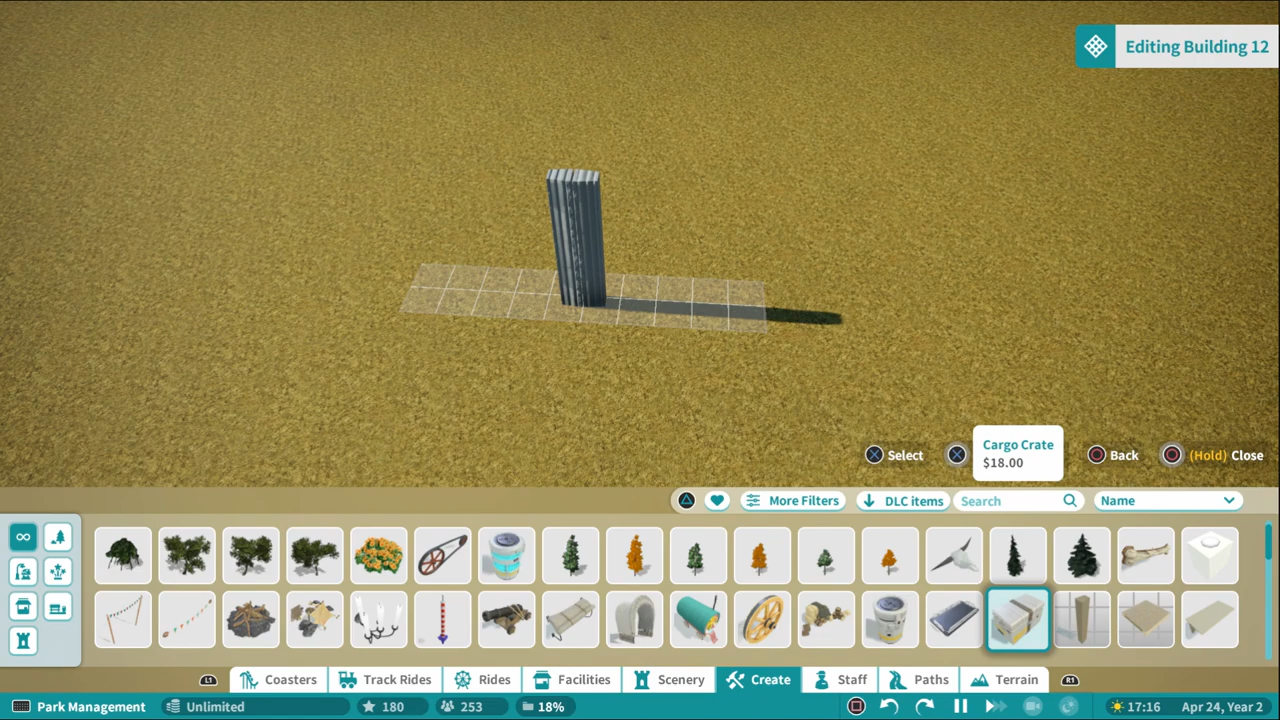 Editing Building 12
Cargo Crate
$18.00
Select
Back
(Hold) Close
More Filters
DLC items
Search
Name
L1
Coasters
Track Rides
Rides
Facilities
Scenery
Create
Staff
Paths
Terrain
R1
Park Management
Unlimited
180
253
18%
17:16
Apr 24, Year 2